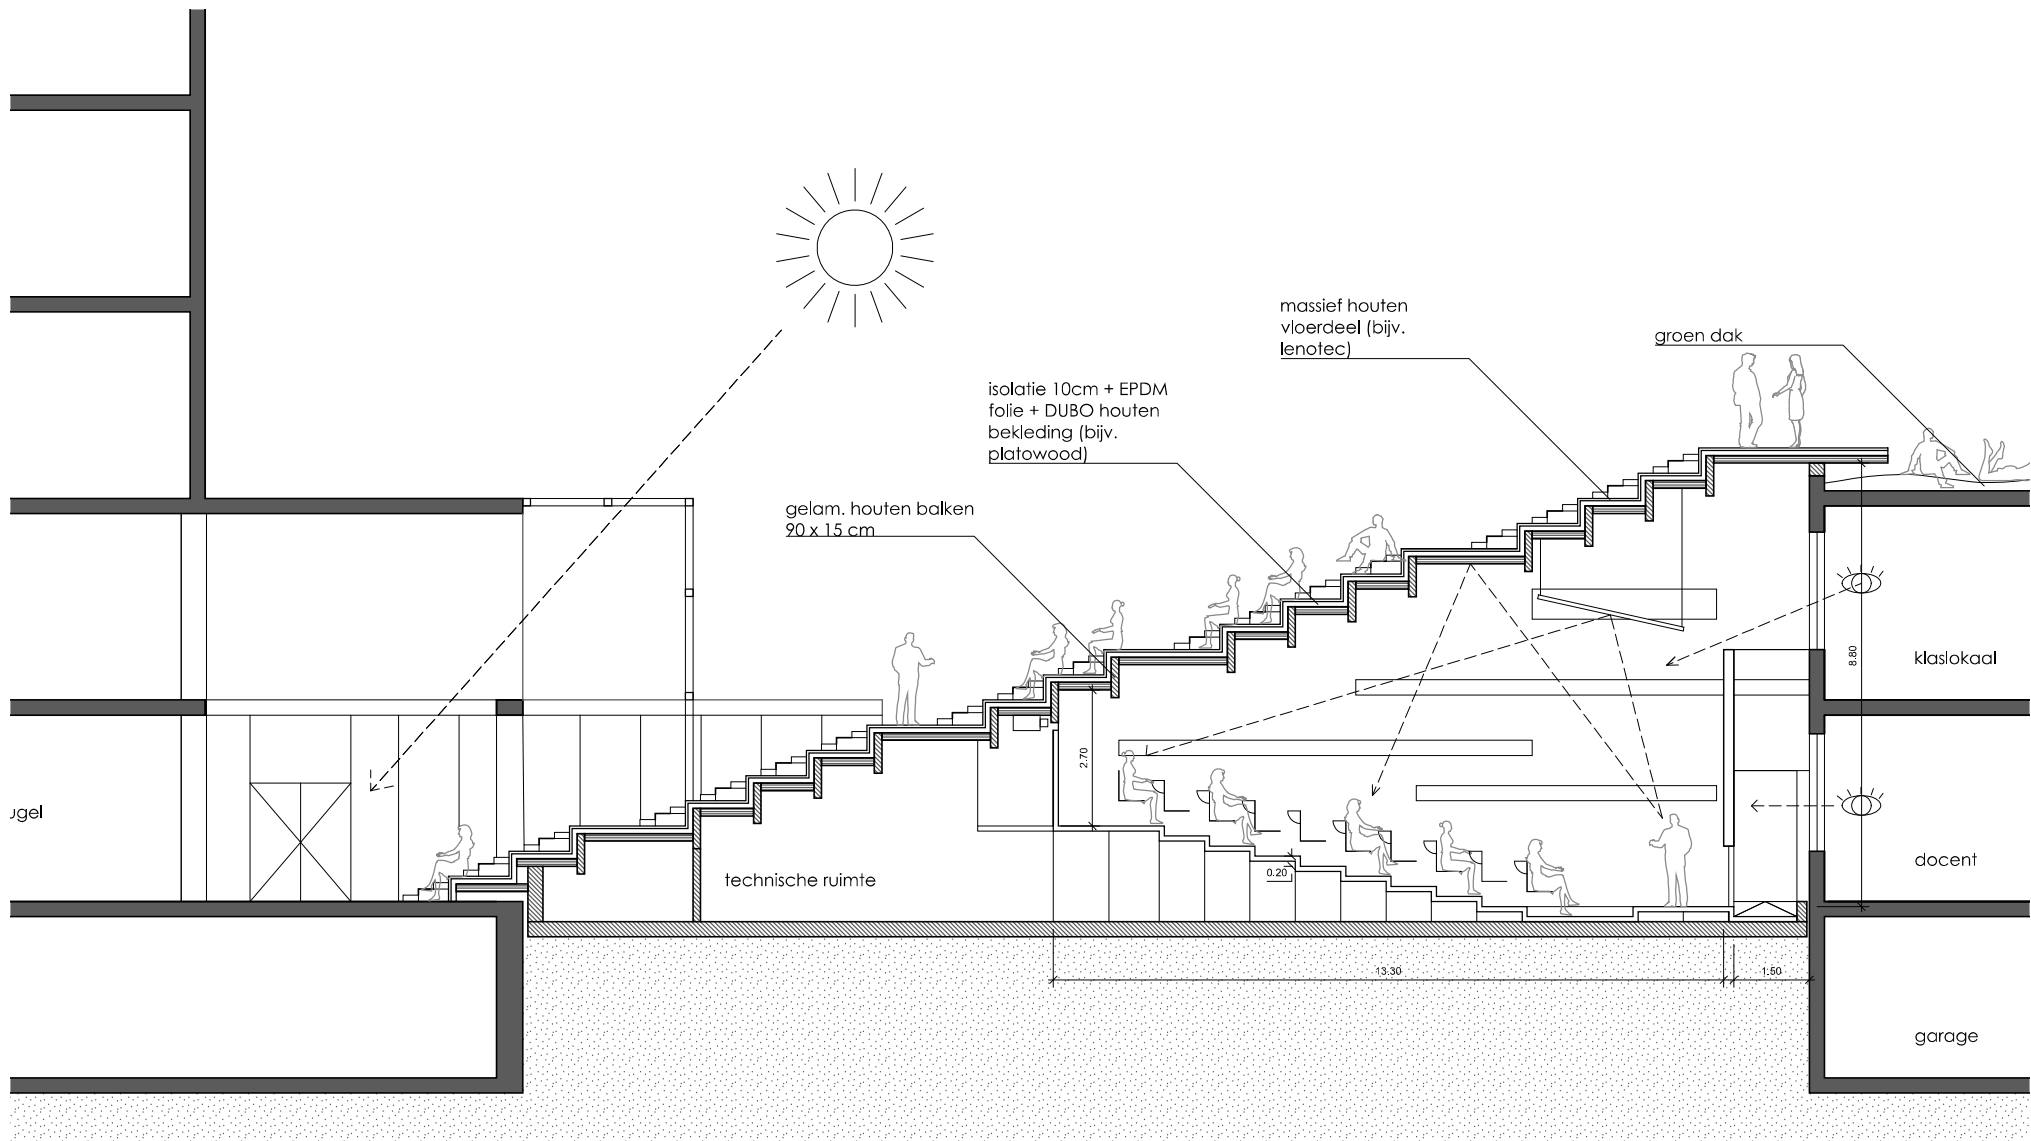 massief houten
vloerdeel (bijv.
lenotec)
groen dak
isolatie 10cm + EPDM
folie + DUBO houten
bekleding (bijv.
platowood)
gelam. houten balken
90 x 15 cm
8.80
klaslokaal
2.70
ugel
docent
technische ruimte
0.20
13.30
1.50
garage